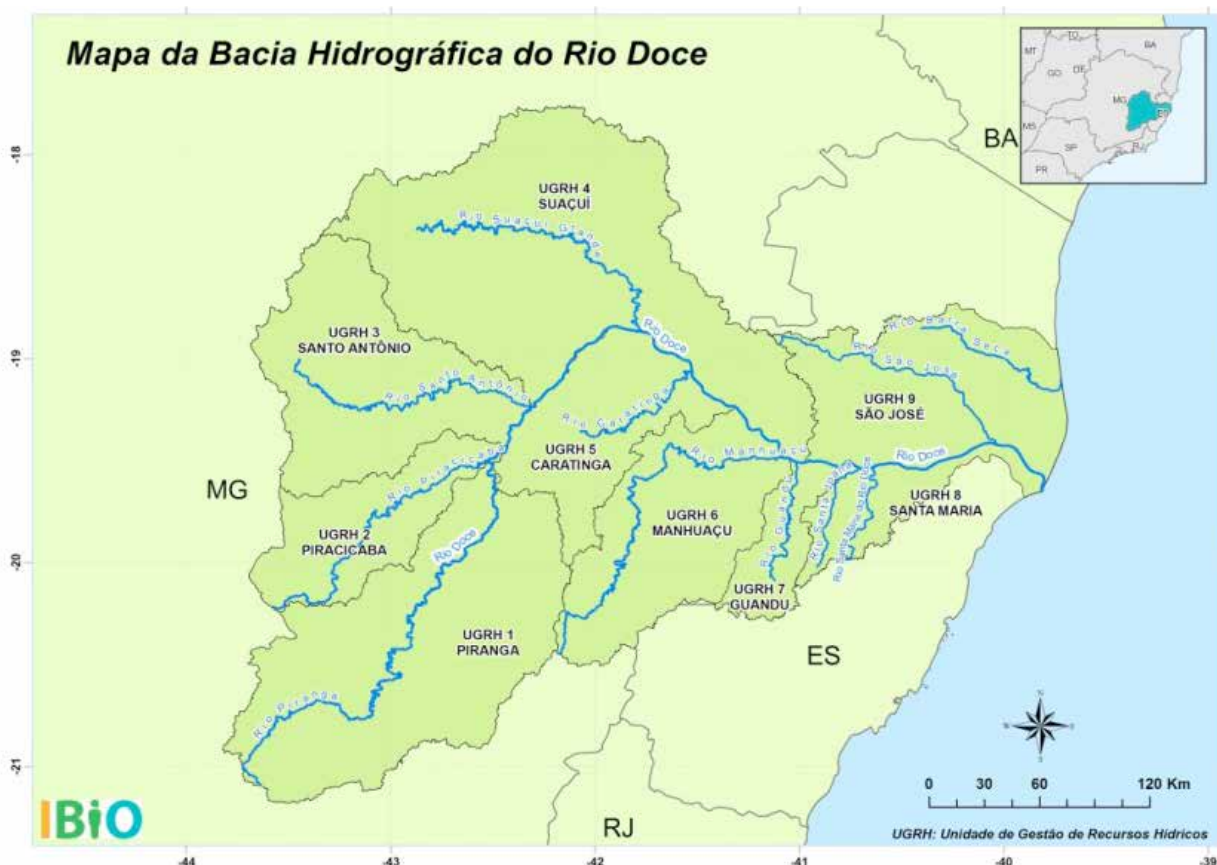 Mapa da Bacia Hidrográfica do Rio Doce
TO
BA
MT
GO
DF
MG
ES
MS
SP
RJ
PR
BA
-18
UGRH 4
SUAÇUÍ
Rio Suaçuí Grande
Rio Barra Seca
Rio Doce
Rio São José
UGRH 3
SANTO ANTÔNIO
-19
Rio Santo Antônio
Rio Caratinga
UGRH 9
SÃO JOSÉ
UGRH 5
CARATINGA
Rio Manhuaçu
Rio Doce
Rio Piracicaba
MG
UGRH 6
MANHUAÇU
Rio Guandu
Rio Santa Maria do Rio Doce
UGRH 8
SANTA MARIA
UGRH 2
PIRACICABA
Rio Doce
-20
UGRH 7
GUANDU
UGRH 1
PIRANGA
ES
Rio Piranga
-21
N
S
0 30 60 120 Km
IBiO
RJ
UGRH: Unidade de Gestão de Recursos Hídricos
-44 -43 -42 -41 -40 -39